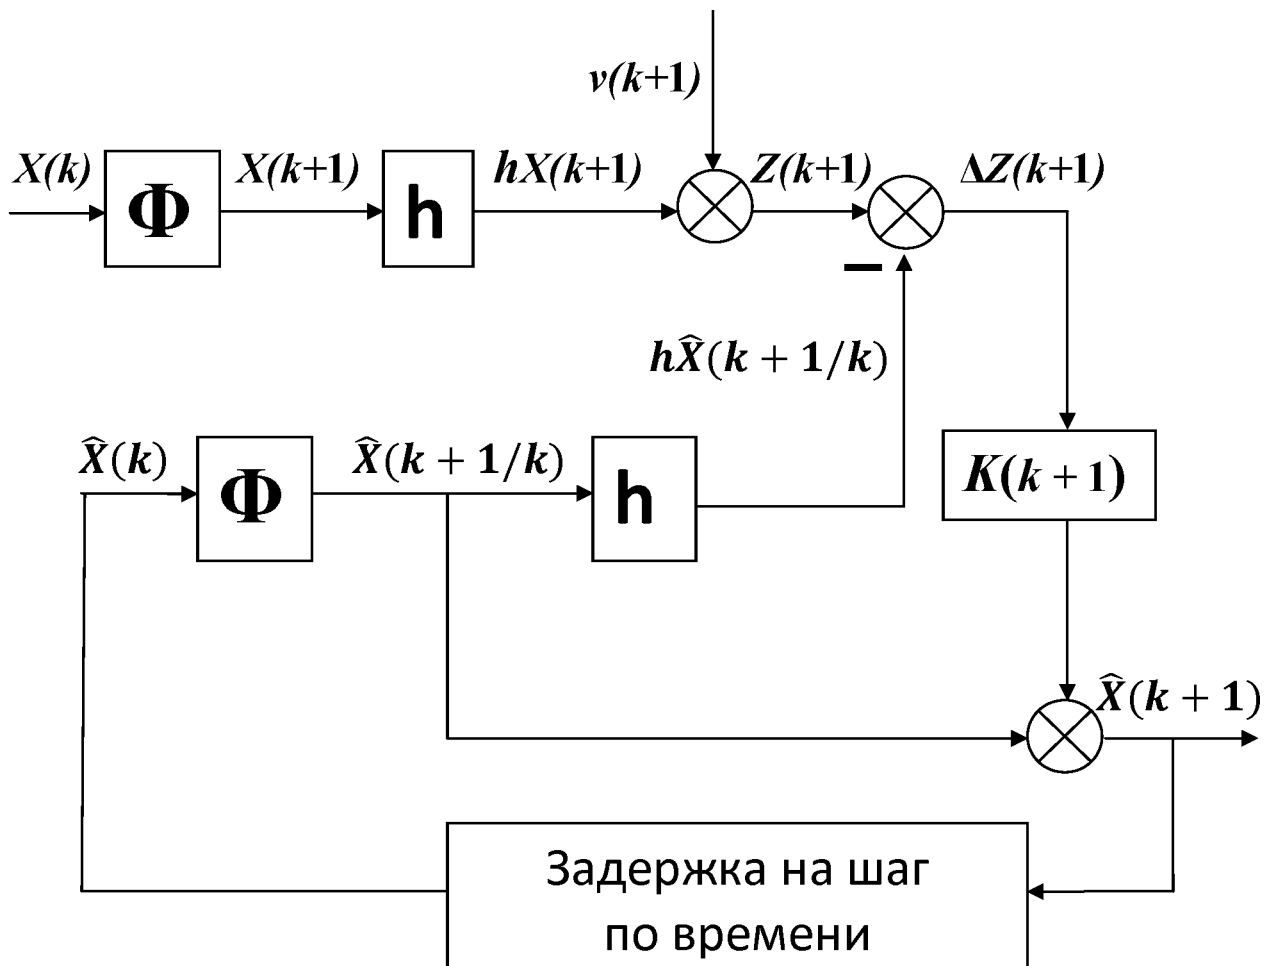 v(k+1)
X(k) Φ X(k+1) h hX(k+1) Z(k+1) ΔZ(k+1)
−
hX̂(k + 1/k)
X̂(k) Φ X̂(k + 1/k) h K(k + 1)
X̂(k + 1)
Задержка на шаг
по времени